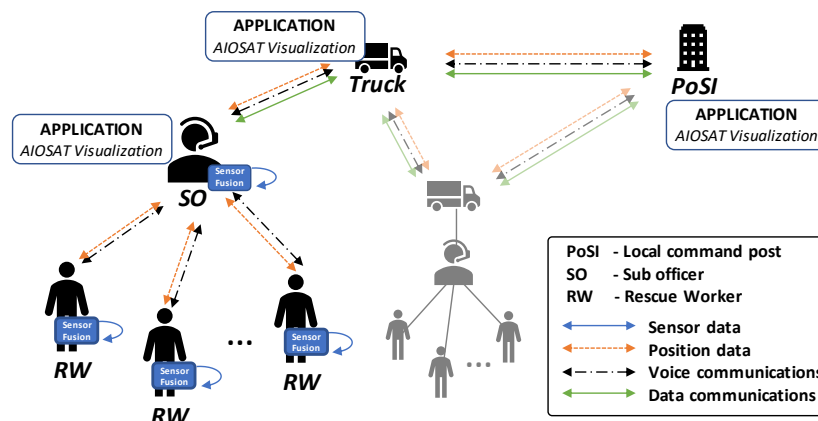 APPLICATION
AIOSAT Visualization
Truck
PoSI
APPLICATION
AIOSAT Visualization
APPLICATION
AIOSAT Visualization
Sensor
Fusion
SO
Sensor
Fusion
RW
Sensor
Fusion
RW
...
Sensor
Fusion
RW
...
PoSI - Local command post
SO - Sub officer
RW - Rescue Worker
Sensor data
Position data
Voice communications
Data communications